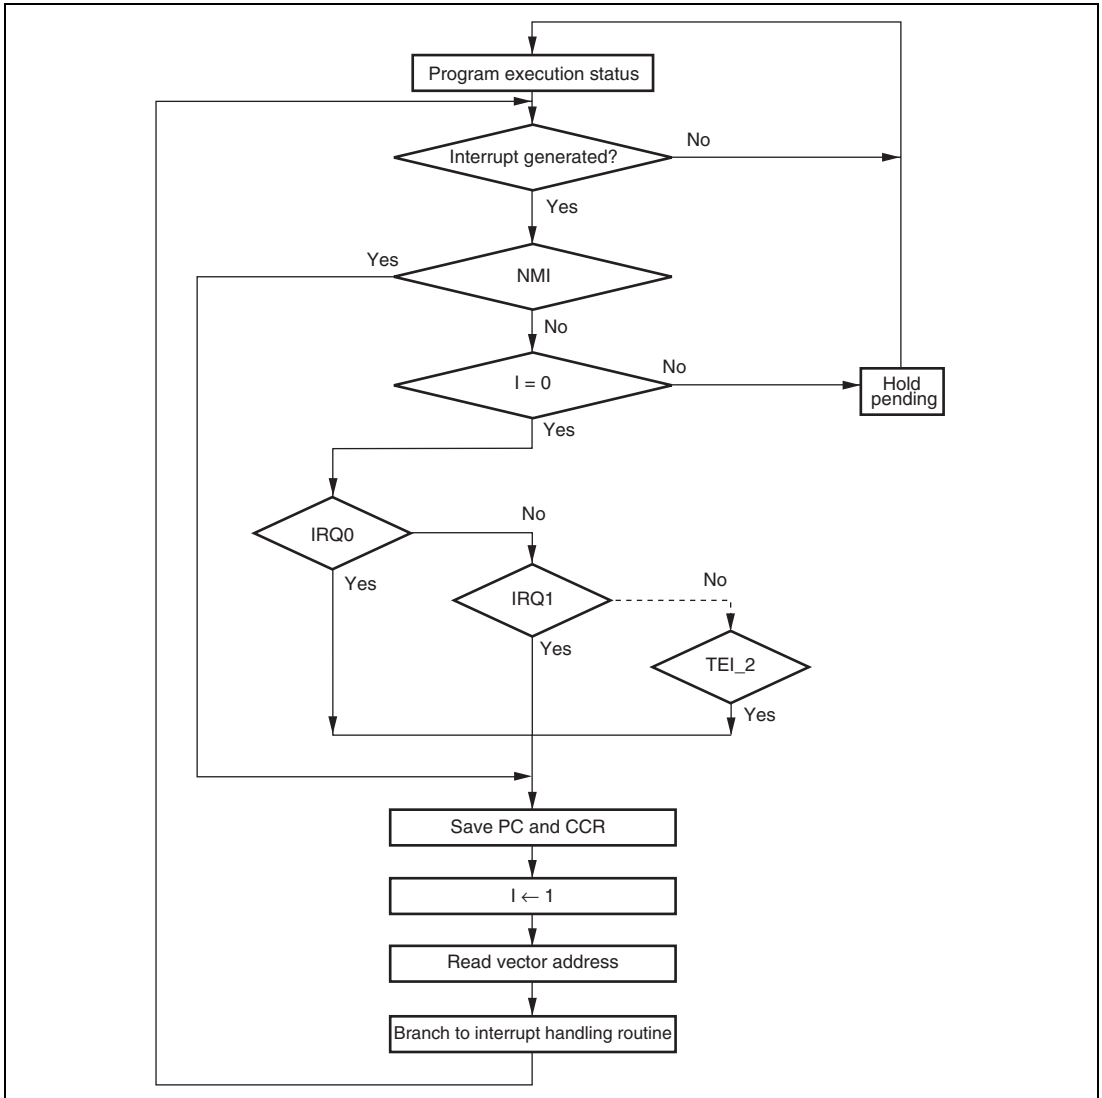 Program execution status
Interrupt generated?
No
Yes
Yes
NMI
No
I = 0
No
Hold
pending
Yes
IRQ0
No
Yes
IRQ1
No
Yes
TEI_2
Yes
Save PC and CCR
I ← 1
Read vector address
Branch to interrupt handling routine